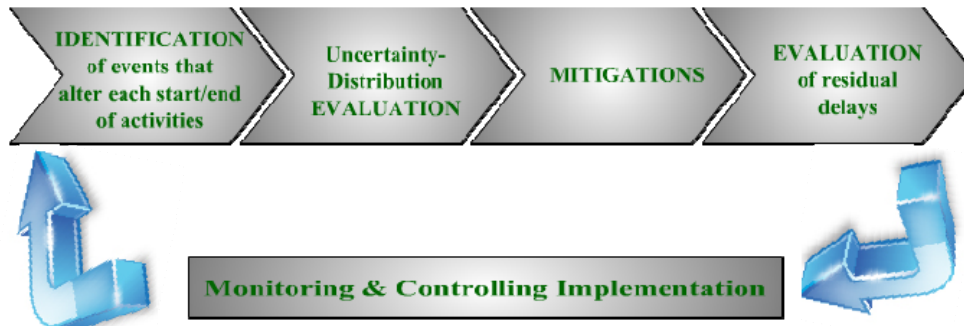 IDENTIFICATION
of events that
alter each start/end
of activities
Uncertainty-
Distribution
EVALUATION
MITIGATIONS
EVALUATION
of residual
delays
Monitoring & Controlling Implementation